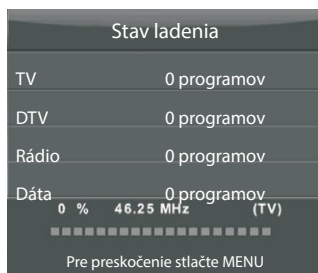 Stav ladenia
TV 0 programov
DTV 0 programov
Rádio 0 programov
Dáta 0 programov
0 % 46.25 MHz (TV)
Pre preskočenie stlačte MENU